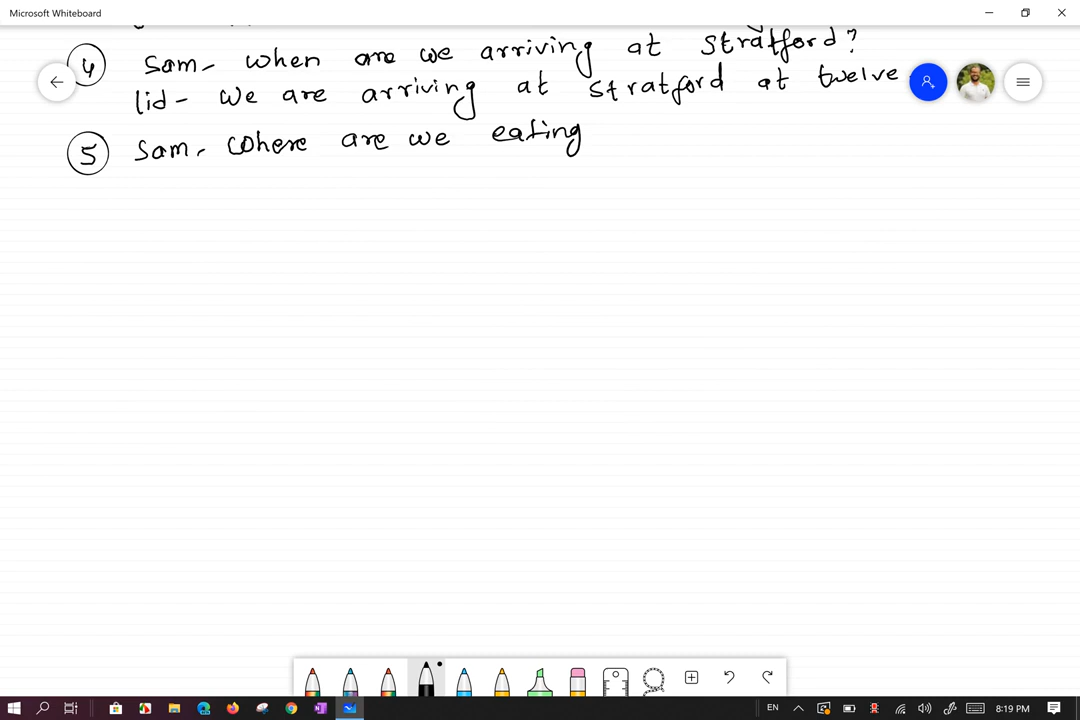 Microsoft Whiteboard
4 Sam- when are we arriving at Stratford?
lid- we are arriving at stratford at twelve
5 Sam- Where are we eating
EN
8:19 PM